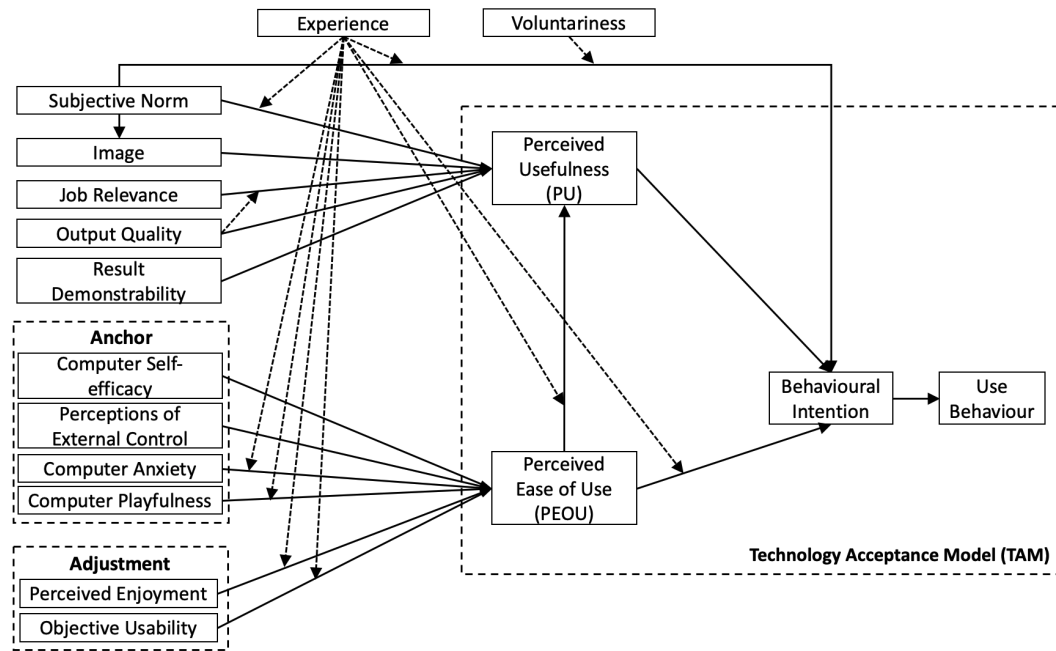 Experience
Voluntariness
Subjective Norm
Image
Job Relevance
Output Quality
Result
Demonstrability
Anchor
Computer Self-
efficacy
Perceptions of
External Control
Computer Anxiety
Computer Playfulness
Adjustment
Perceived Enjoyment
Objective Usability
Perceived
Usefulness
(PU)
Perceived
Ease of Use
(PEOU)
Behavioural
Intention
Use
Behaviour
Technology Acceptance Model (TAM)